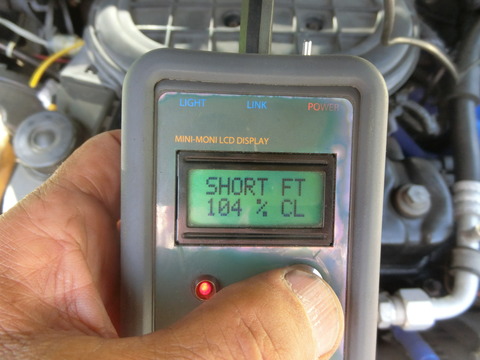 LIGHT LINK POWER
MINI-MONI LCD DISPLAY
SHORT FT
104 % CL